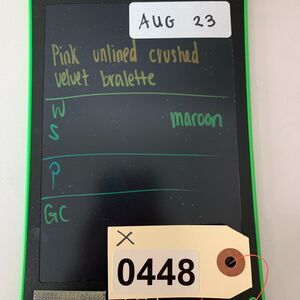 AUG 23
Pink unlined crushed
velvet bralette
W maroon
S
P
GC
X
0448